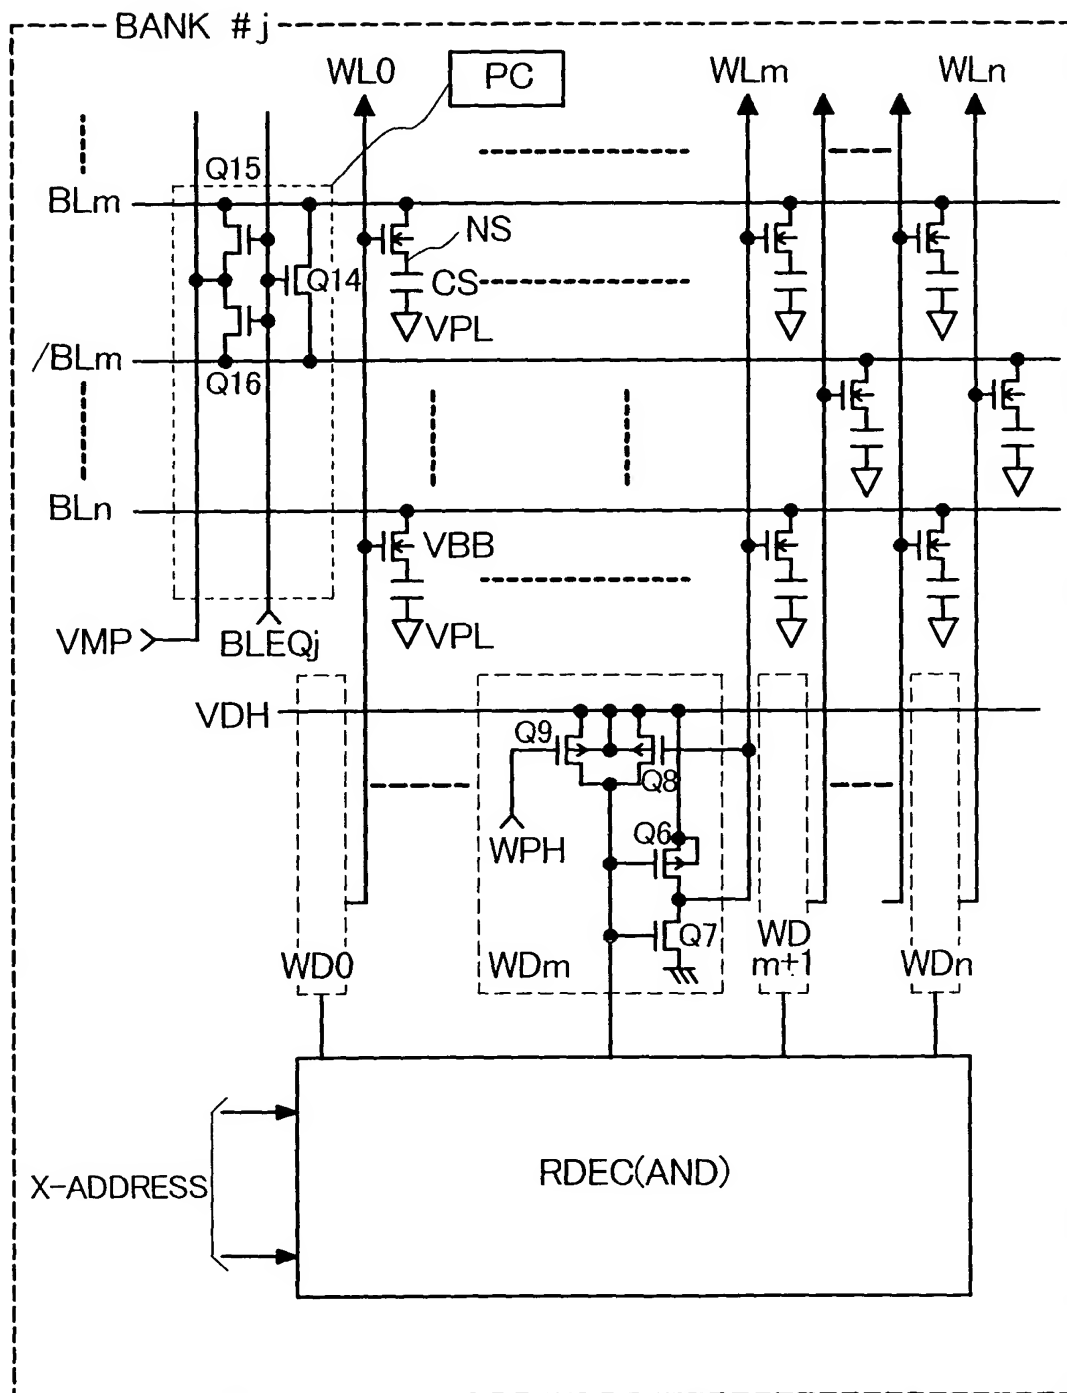 BANK #j
WL0
PC
WLm
WLn
Q15
BLm
NS
Q14
CS
VPL
/BLm
Q16
BLn
VBB
VMP
BLEQj
VPL
VDH
Q9
Q8
WPH
Q6
Q7
WD0
WDm
WD
m+1
WDn
X-ADDRESS
RDEC(AND)